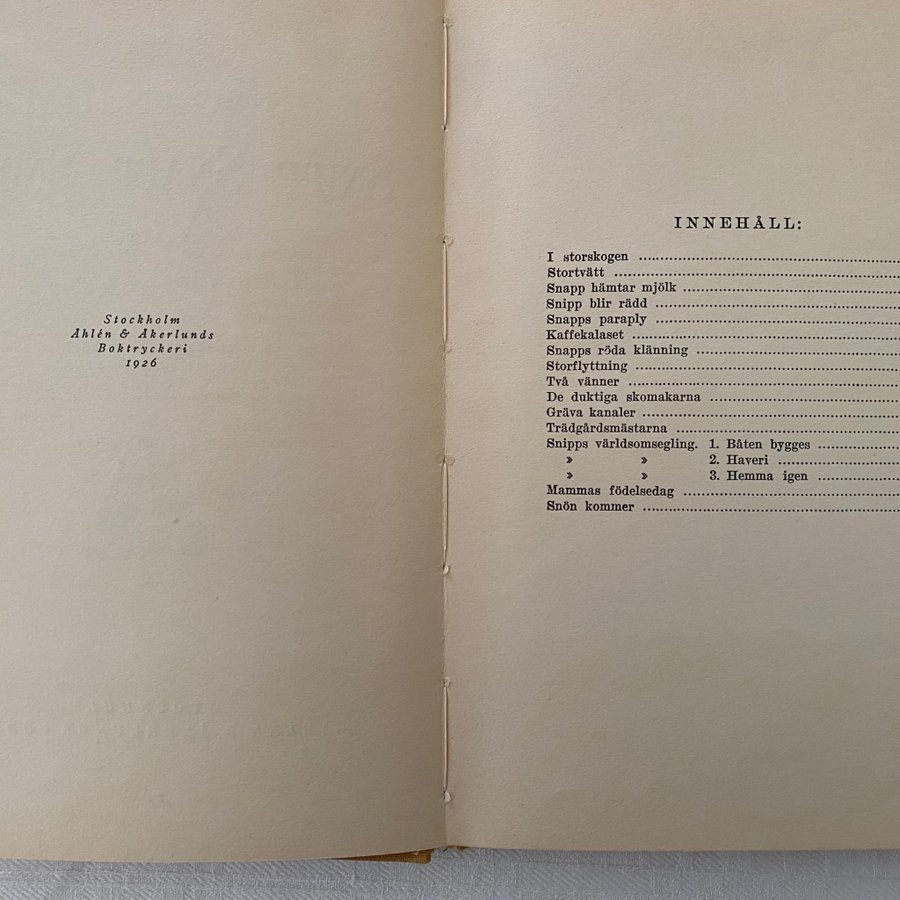 Stockholm
Ahlén & Åkerlunds
Boktryckeri
1926
INNEHÅLL:
I storskogen
Stortvätt
Snapp hämtar mjölk
Snipp blir rädd
Snapps paraply
Kaffekalaset
Snapps röda klänning
Storflyttning
Två vänner
De duktiga skomakarna
Gräva kanaler
Trädgårdsmästarna
Snipps världsomsegling. 1. Båten bygges
» » 2. Haveri
» » 3. Hemma igen
Mammas födelsedag
Snön kommer